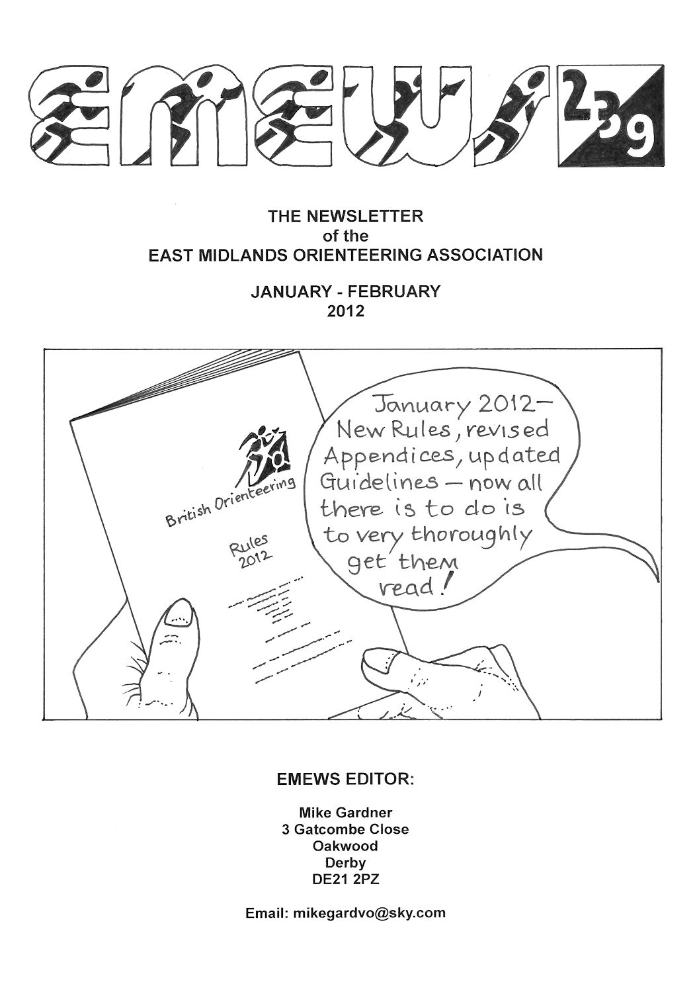 EMEWS 239
THE NEWSLETTER
of the
EAST MIDLANDS ORIENTEERING ASSOCIATION
JANUARY - FEBRUARY
2012
British Orienteering
Rules
2012
January 2012—
New Rules, revised
Appendices, updated
Guidelines — now all
there is to do is
to very thoroughly
get them
read!
EMEWS EDITOR:
Mike Gardner
3 Gatcombe Close
Oakwood
Derby
DE21 2PZ
Email: mikegardvo@sky.com